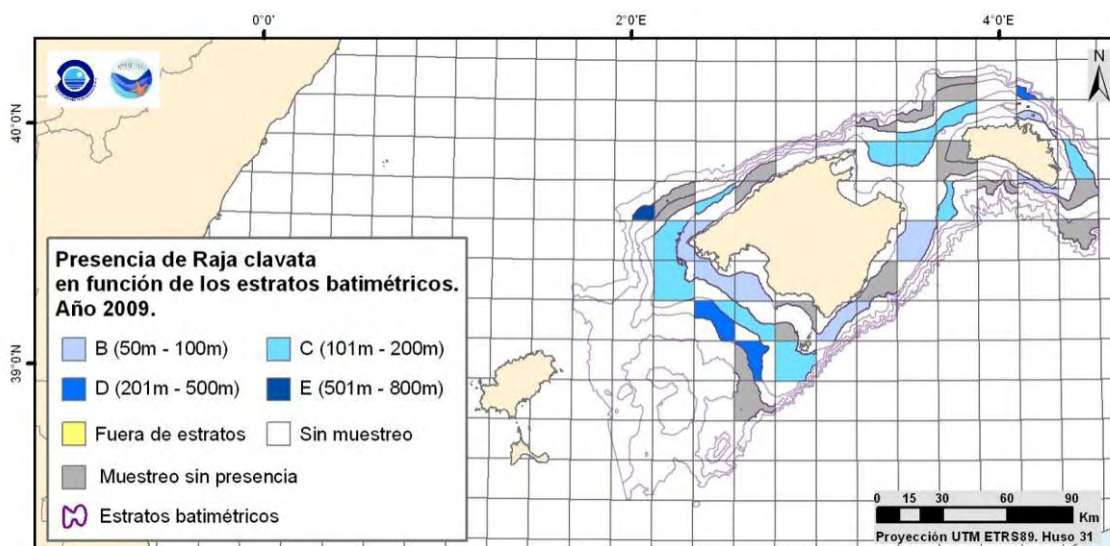 0°0'
2°0'E
4°0'E
N
40°0'N
39°0'N
Presencia de Raja clavata
en función de los estratos batimétricos.
Año 2009.
B (50m - 100m)
C (101m - 200m)
D (201m - 500m)
E (501m - 800m)
Fuera de estratos
Sin muestreo
Muestreo sin presencia
Estratos batimétricos
0 15 30 60 90
Km
Proyección UTM ETRS89. Huso 31